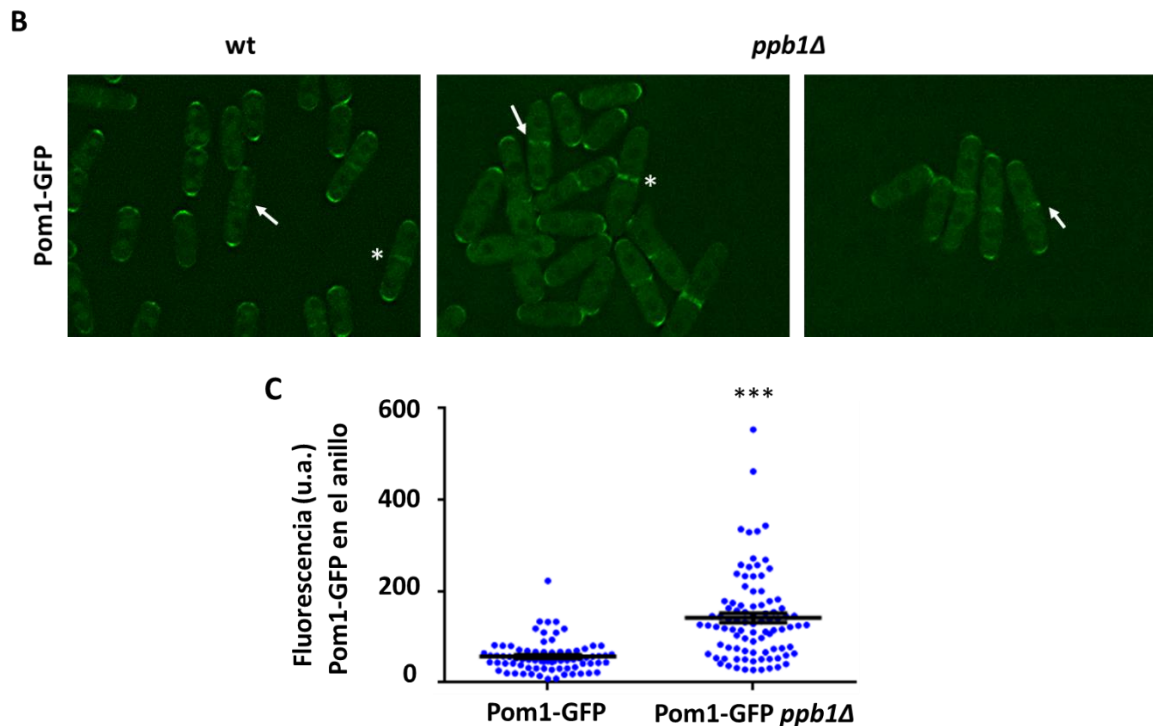 B
wt
ppb1Δ
Pom1-GFP
*
*
C
***
Fluorescencia (u.a.)
Pom1-GFP en el anillo
600
400
200
0
Pom1-GFP
Pom1-GFP ppb1Δ